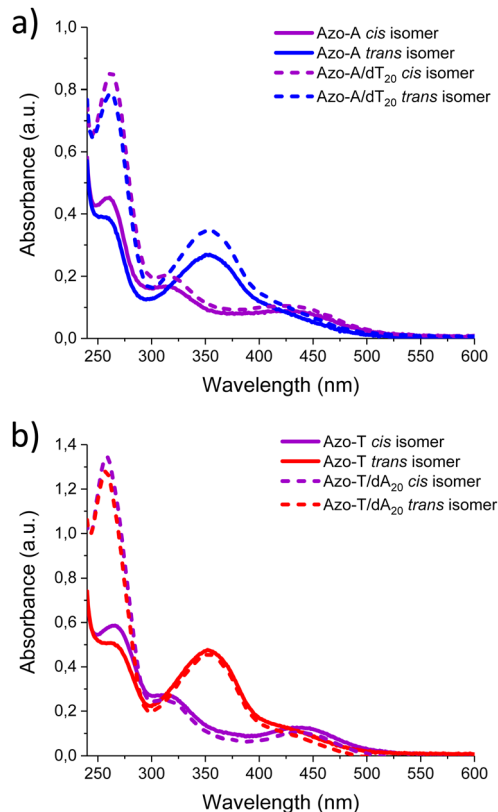 a)
Azo-A cis isomer
Azo-A trans isomer
Azo-A/dT20 cis isomer
Azo-A/dT20 trans isomer
Absorbance (a.u.)
1,0
0,8
0,6
0,4
0,2
0,0
250 300 350 400 450 500 550 600
Wavelength (nm)
b)
Azo-T cis isomer
Azo-T trans isomer
Azo-T/dA20 cis isomer
Azo-T/dA20 trans isomer
Absorbance (a.u.)
1,4
1,2
1,0
0,8
0,6
0,4
0,2
0,0
250 300 350 400 450 500 550 600
Wavelength (nm)